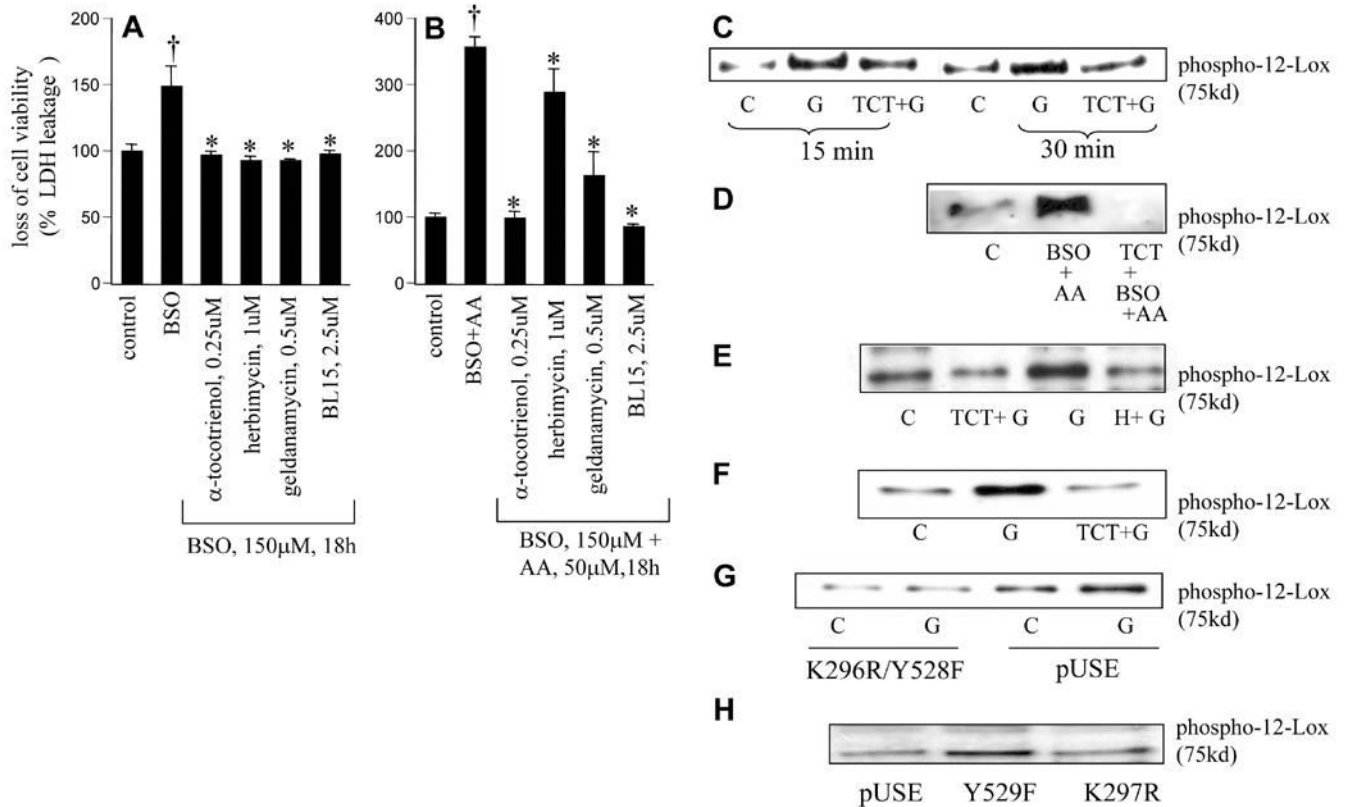 A
loss of cell viability
(% LDH leakage)
200
150
100
50
0
†
*
*
*
*
control
BSO
α-tocotrienol, 0.25uM
herbimycin, 1uM
geldanamycin, 0.5uM
BL15, 2.5uM
BSO, 150μM, 18h
B
400
300
200
100
0
†
*
*
*
*
control
BSO+AA
α-tocotrienol, 0.25uM
herbimycin, 1uM
geldanamycin, 0.5uM
BL15, 2.5uM
BSO, 150μM +
AA, 50μM,18h
C
phospho-12-Lox
(75kd)
C G TCT+G C G TCT+G
15 min 30 min
D
phospho-12-Lox
(75kd)
C BSO TCT
+ +
AA BSO
+AA
E
phospho-12-Lox
(75kd)
C TCT+ G G H+ G
F
phospho-12-Lox
(75kd)
C G TCT+G
G
phospho-12-Lox
(75kd)
C G C G
K296R/Y528F pUSE
H
phospho-12-Lox
(75kd)
pUSE Y529F K297R